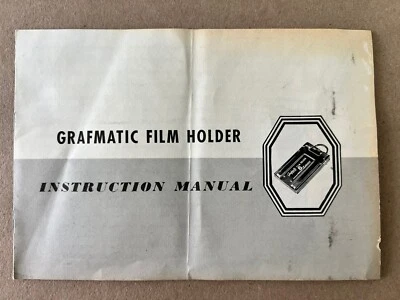 GRAFMATIC FILM HOLDER
INSTRUCTION MANUAL